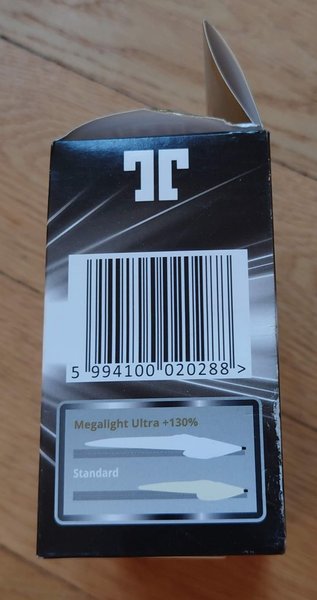 5 994100 020288 >
Megalight Ultra +130%
Standard